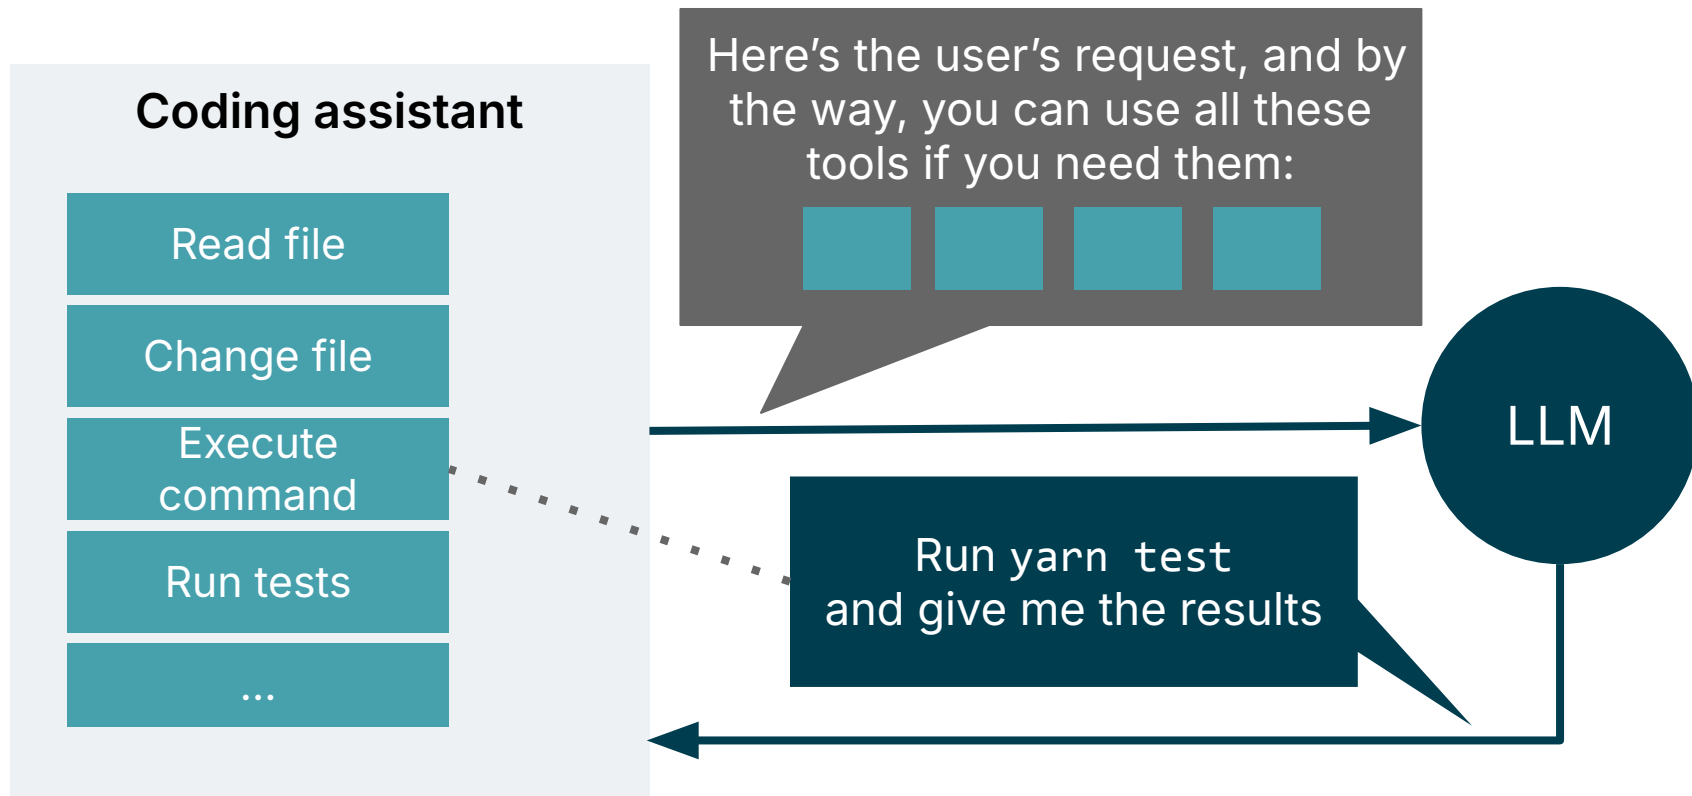 Coding assistant
Read file
Change file
Execute
command
Run tests
...
Here’s the user’s request, and by
the way, you can use all these
tools if you need them:
LLM
Run yarn test
and give me the results